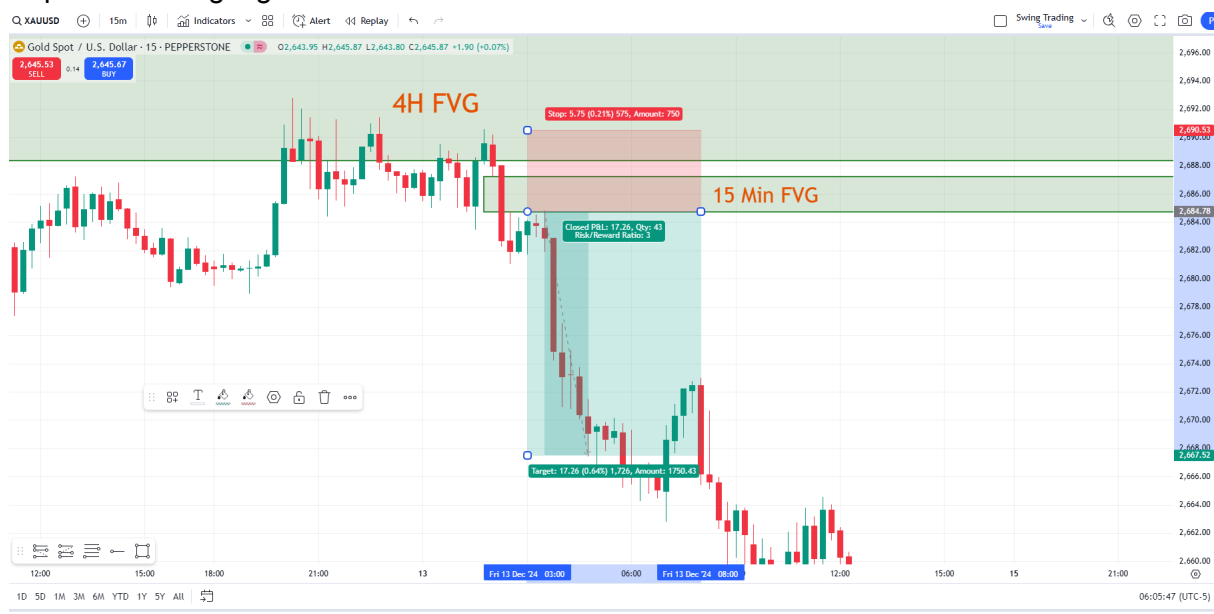 XAUUSD 15m Indicators Alert Replay Swing Trading Save
Gold Spot / U.S. Dollar · 15 · PEPPERSTONE O2,643.95 H2,645.87 L2,643.80 C2,645.87 +1.90 (+0.07%)
2,645.53 SELL 0.14 2,645.67 BUY
4H FVG
Stop: 5.75 (0.21%) 575, Amount: 750
15 Min FVG
Closed P&L: 17.26, Qty: 43
Risk/Reward Ratio: 3
Target: 17.26 (0.64%) 1,726, Amount: 1750.43
2,696.00
2,694.00
2,692.00
2,690.53
2,690.00
2,688.00
2,686.00
2,684.78
2,684.00
2,682.00
2,680.00
2,678.00
2,676.00
2,674.00
2,672.00
2,670.00
2,668.00
2,667.52
2,666.00
2,664.00
2,662.00
2,660.00
12:00 15:00 18:00 21:00 13 Fri 13 Dec '24 03:00 06:00 Fri 13 Dec '24 08:00 12:00 15:00 15 21:00
1D 5D 1M 3M 6M YTD 1Y 5Y All 06:05:47 (UTC-5)